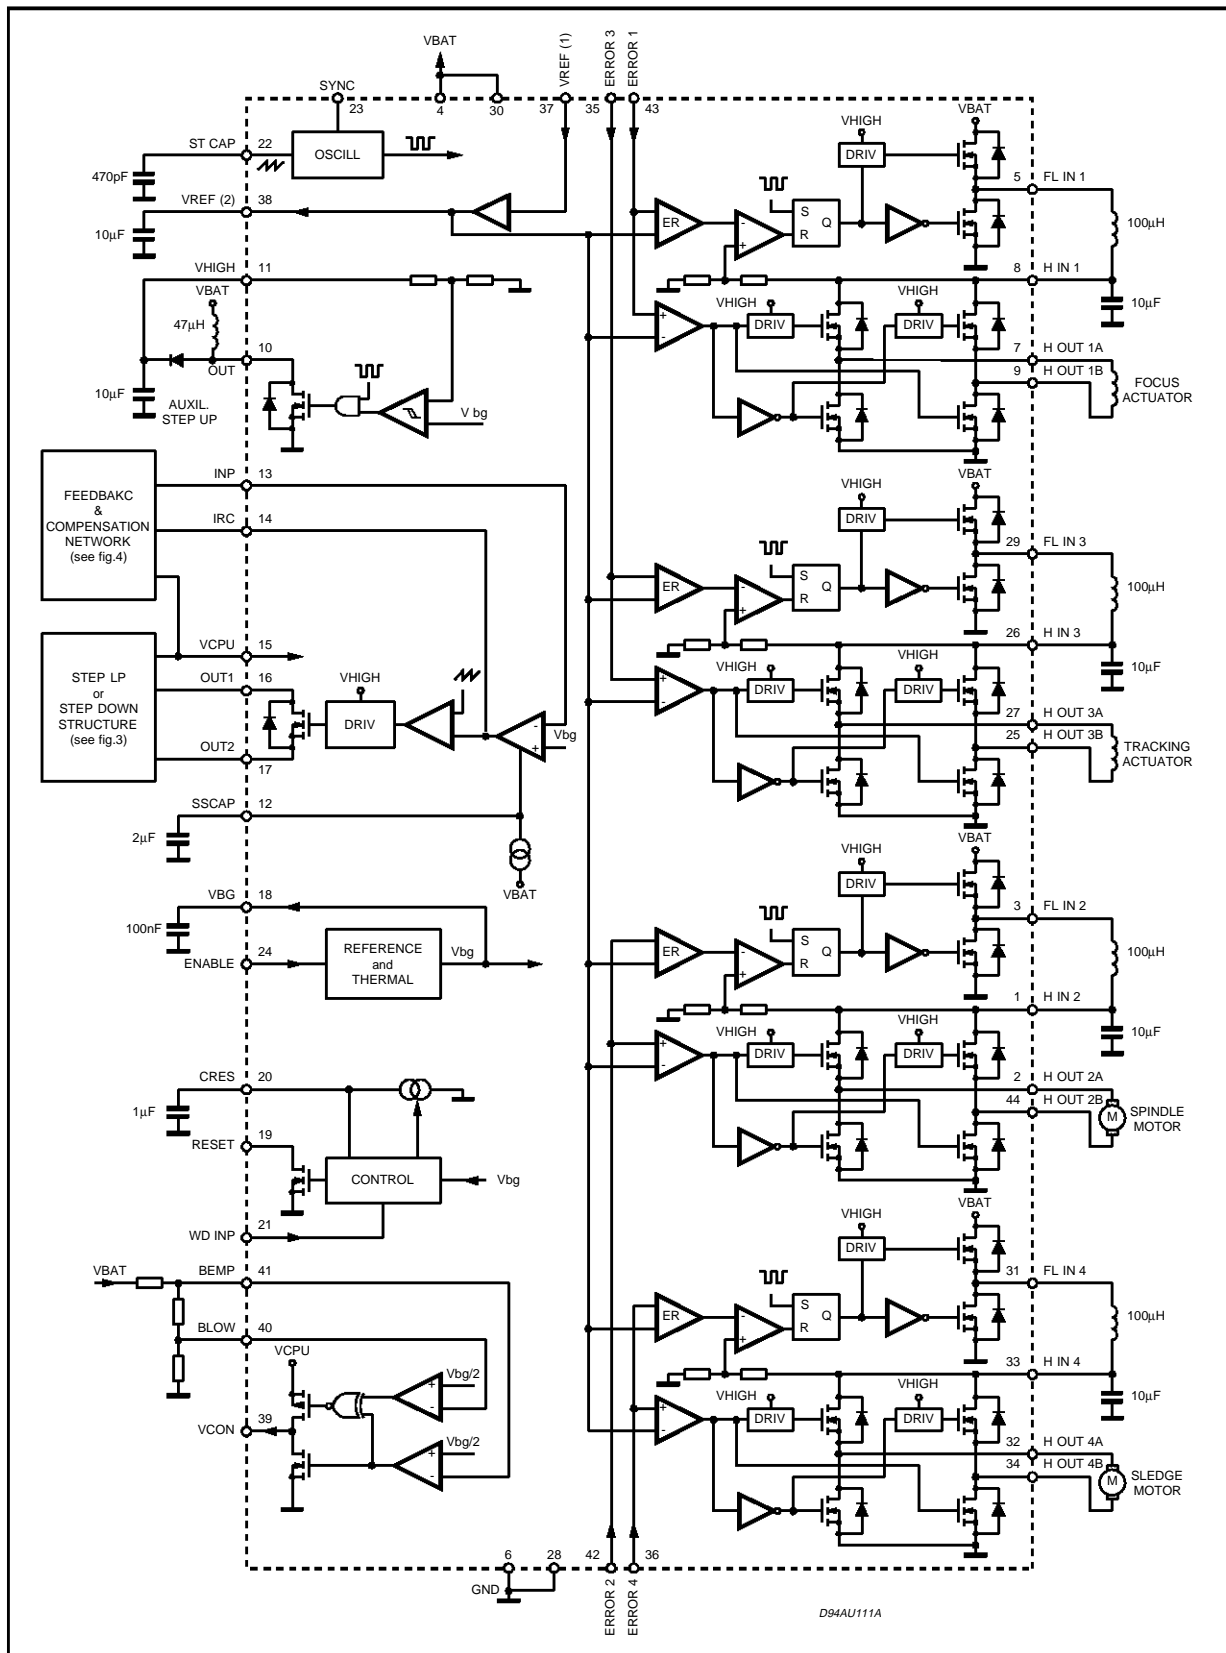 VBAT
VREF (1)
ERROR 3
ERROR 1
SYNC
23
4
30
37
35
43
ST CAP
22
OSCILL
470pF
VREF (2)
38
10µF
VHIGH
11
VBAT
47µH
10
OUT
10µF
AUXIL.
STEP UP
V bg
FEEDBAKC
&
COMPENSATION
NETWORK
(see fig.4)
INP
13
IRC
14
VCPU
15
STEP LP
or
STEP DOWN
STRUCTURE
(see fig.3)
OUT1
16
VHIGH
DRIV
-
+
Vbg
OUT2
17
SSCAP
12
2µF
VBAT
VBG
18
100nF
ENABLE
24
REFERENCE
and
THERMAL
Vbg
CRES
20
1µF
RESET
19
CONTROL
Vbg
WD INP
21
VBAT
BEMP
41
BLOW
40
VCPU
+
-
Vbg/2
VCON
39
+
-
Vbg/2
6
28
42
36
GND
ERROR 2
ERROR 4
VBAT
VHIGH
DRIV
5
FL IN 1
ER
-
+
S
R
Q
100µH
8
H IN 1
VHIGH
DRIV
VHIGH
DRIV
10µF
+
-
7
H OUT 1A
9
H OUT 1B
FOCUS
ACTUATOR
VBAT
VHIGH
DRIV
29
FL IN 3
ER
-
+
S
R
Q
100µH
26
H IN 3
VHIGH
DRIV
VHIGH
DRIV
10µF
+
-
27
H OUT 3A
25
H OUT 3B
TRACKING
ACTUATOR
VBAT
VHIGH
DRIV
3
FL IN 2
ER
-
+
S
R
Q
100µH
1
H IN 2
VHIGH
DRIV
VHIGH
DRIV
10µF
+
-
2
H OUT 2A
44
H OUT 2B
M
SPINDLE
MOTOR
VBAT
VHIGH
DRIV
31
FL IN 4
ER
-
+
S
R
Q
100µH
33
H IN 4
VHIGH
DRIV
VHIGH
DRIV
10µF
+
-
32
H OUT 4A
34
H OUT 4B
M
SLEDGE
MOTOR
D94AU111A